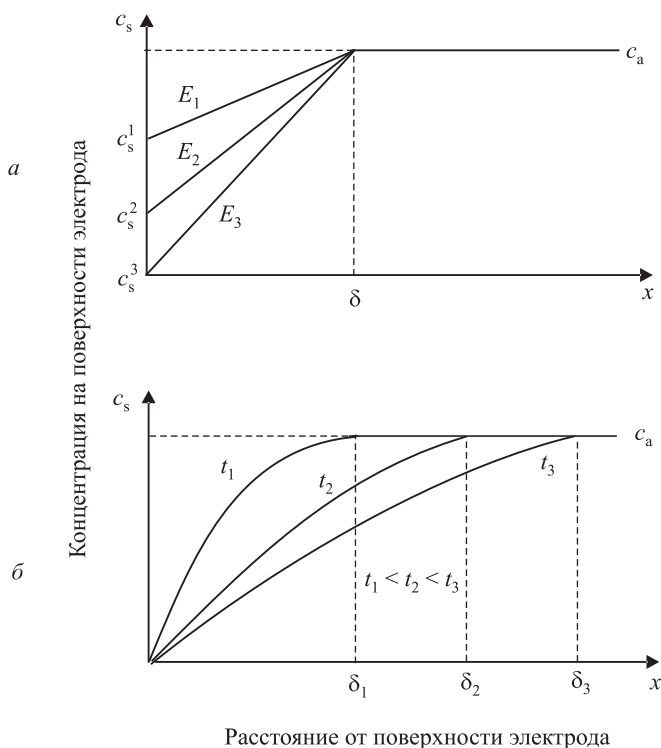 c_s
c_a
E_1
c_s^1
E_2
c_s^2
E_3
c_s^3
δ
x
а
Концентрация на поверхности электрода
c_s
c_a
t_1
t_2
t_3
t_1 < t_2 < t_3
б
δ_1
δ_2
δ_3
x
Расстояние от поверхности электрода